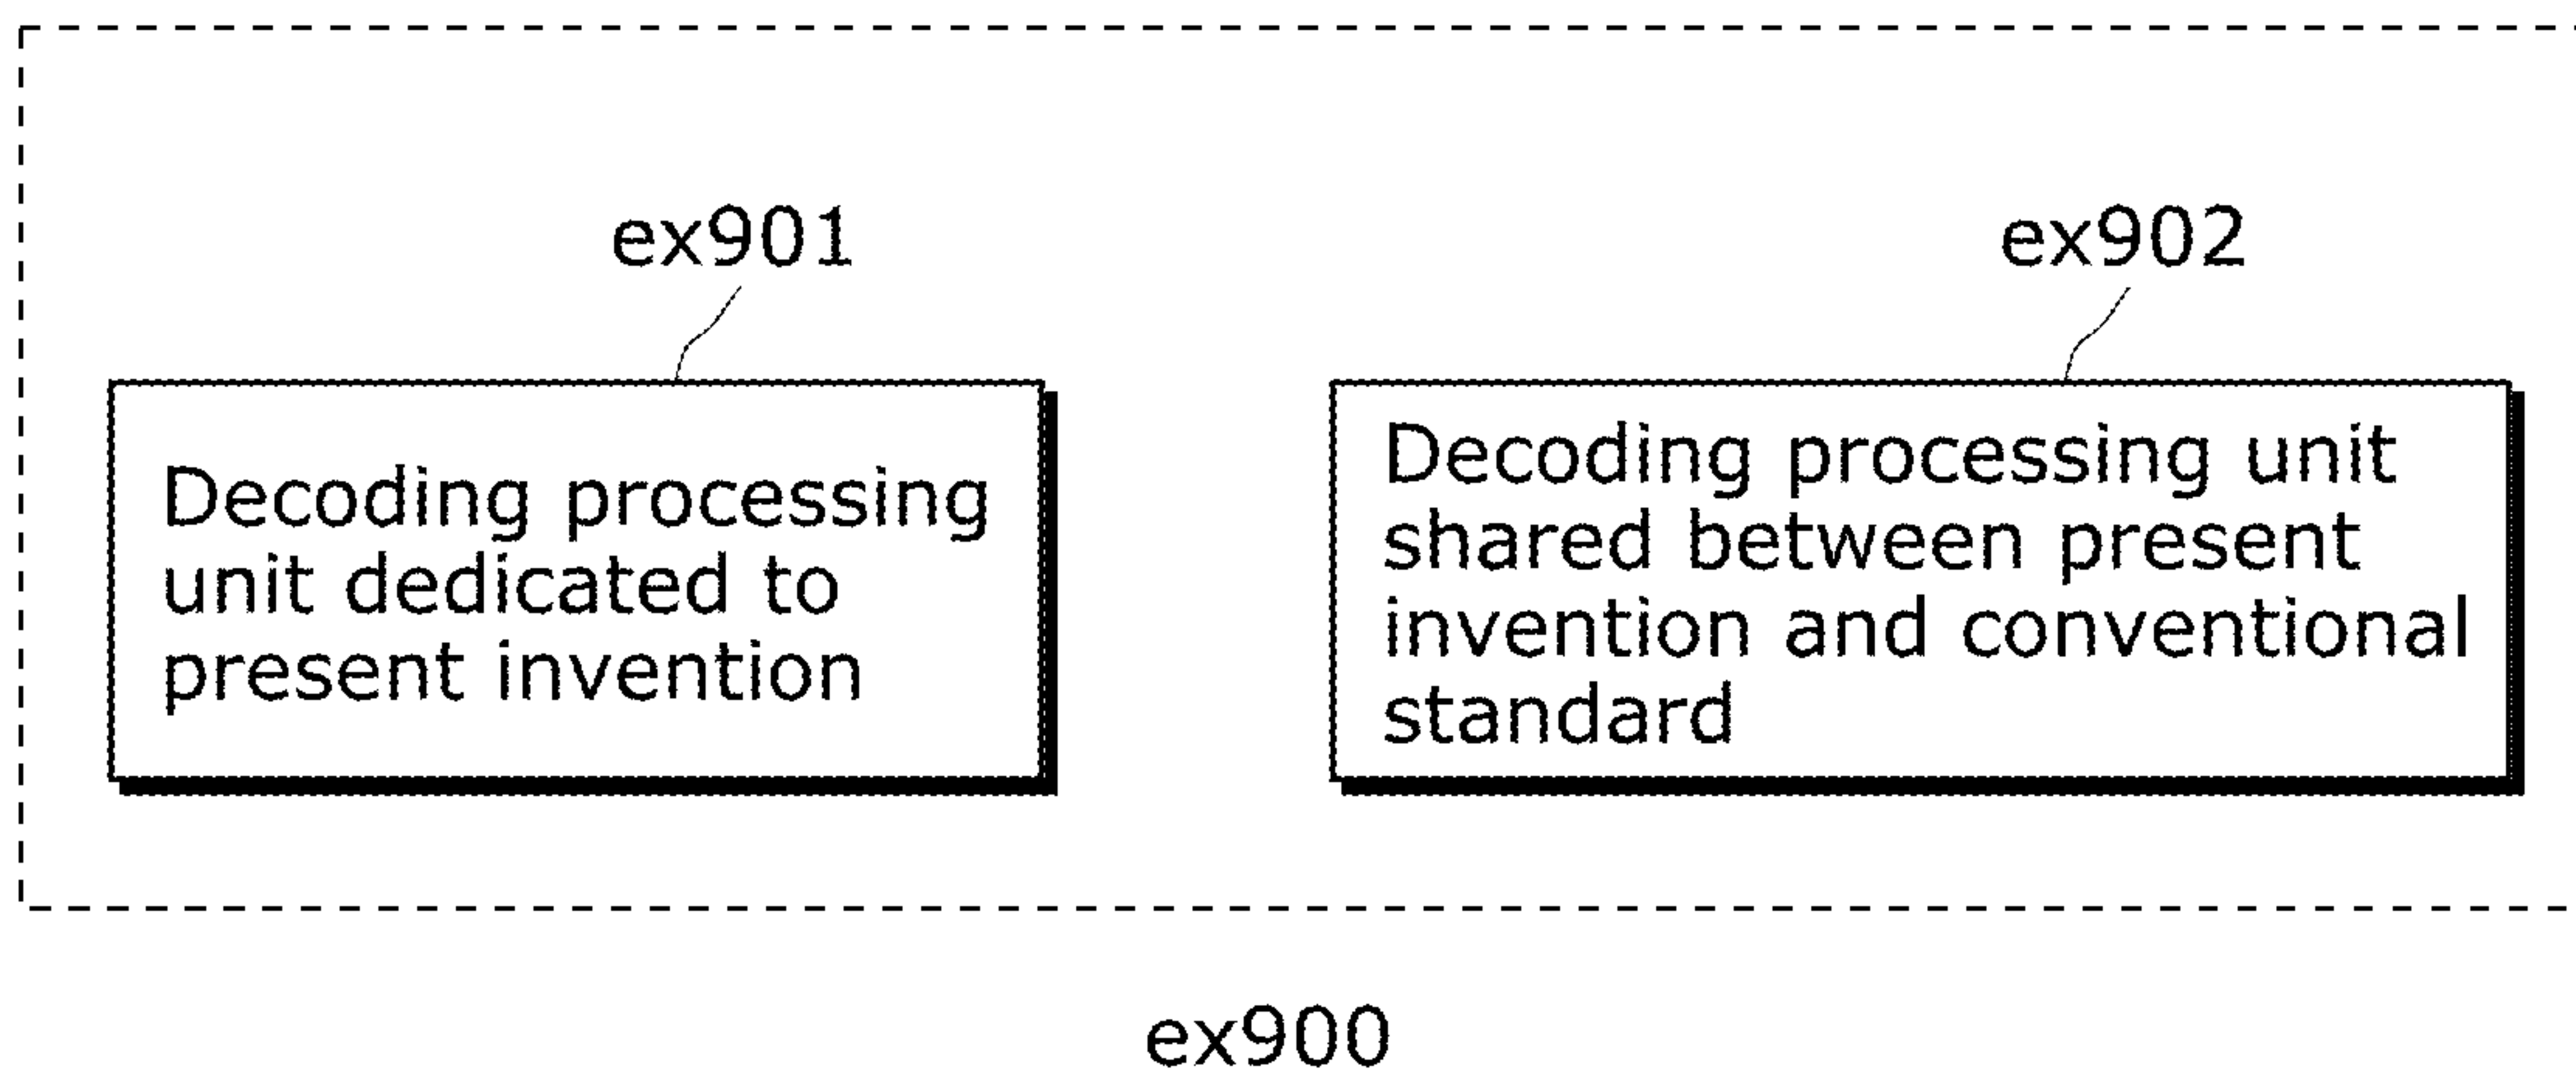 ex901
ex902
Decoding processing
unit dedicated to
present invention
Decoding processing unit
shared between present
invention and conventional
standard
ex900